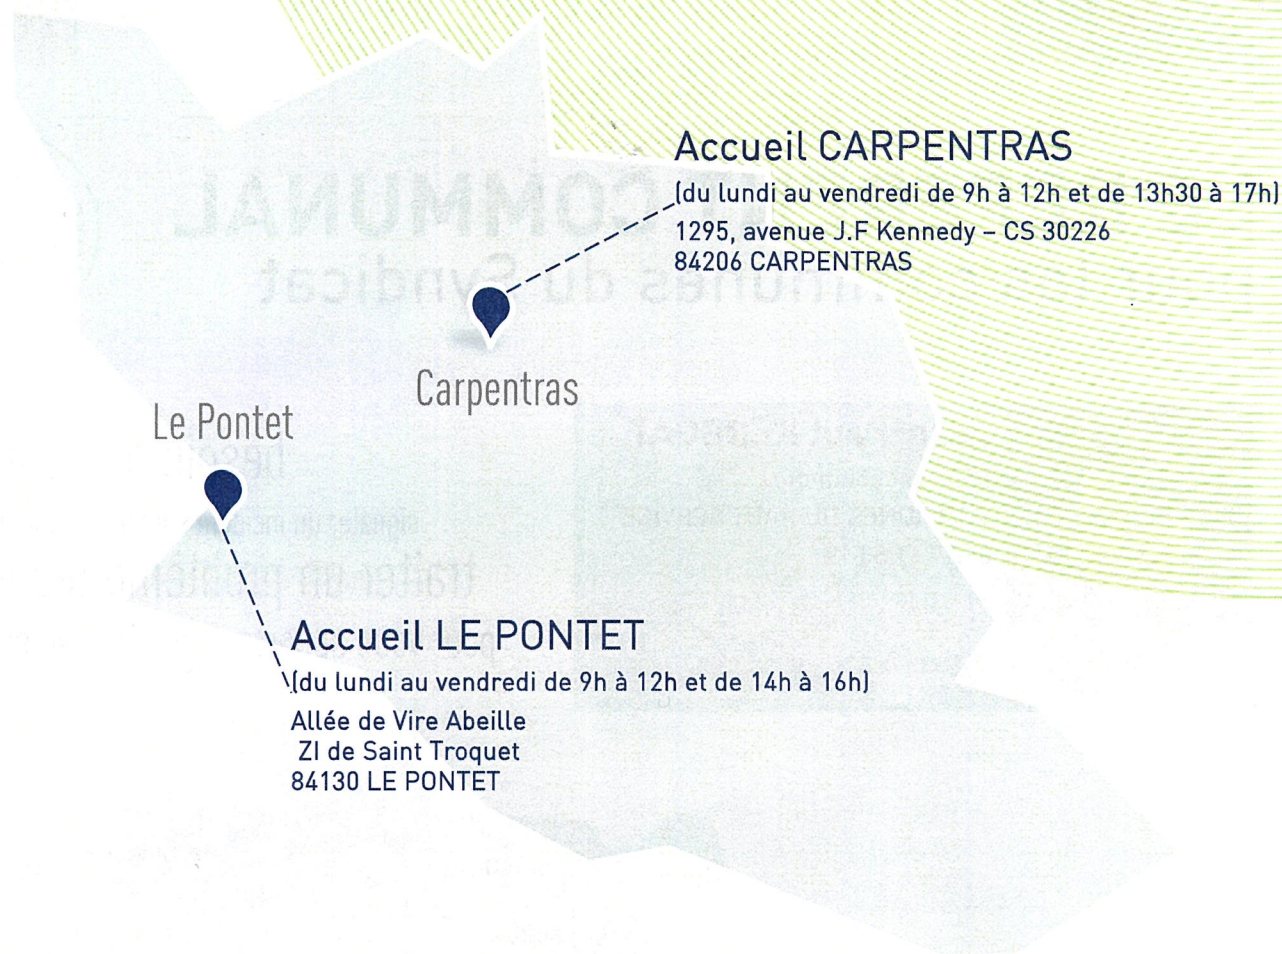 Accueil CARPENTRAS
(du lundi au vendredi de 9h à 12h et de 13h30 à 17h)
1295, avenue J.F Kennedy – CS 30226
84206 CARPENTRAS
Carpentras
Le Pontet
Accueil LE PONTET
(du lundi au vendredi de 9h à 12h et de 14h à 16h)
Allée de Vire Abeille
ZI de Saint Troquet
84130 LE PONTET